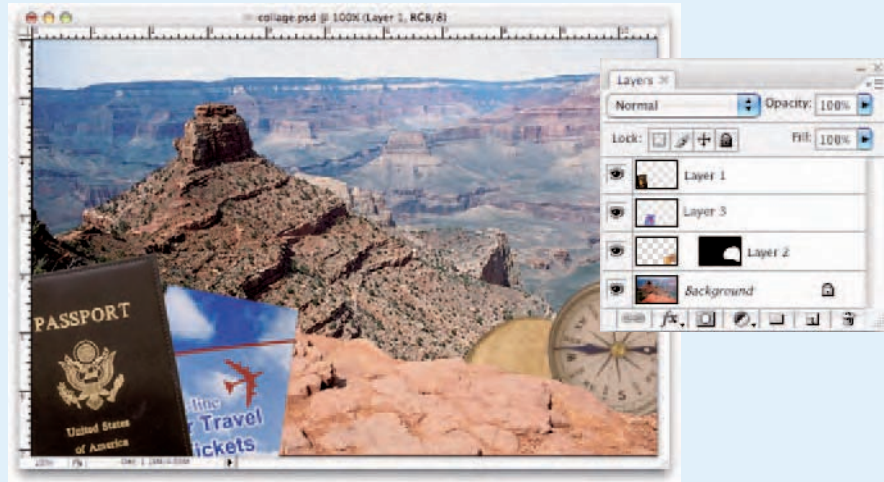 collage.psd @ 100% (Layer 1, RGB/8)
Layers
Normal
Opacity: 100%
Lock:
Fill: 100%
Layer 1
Layer 3
Layer 2
Background
PASSPORT
United States
of America
-line
r Travel
ickets